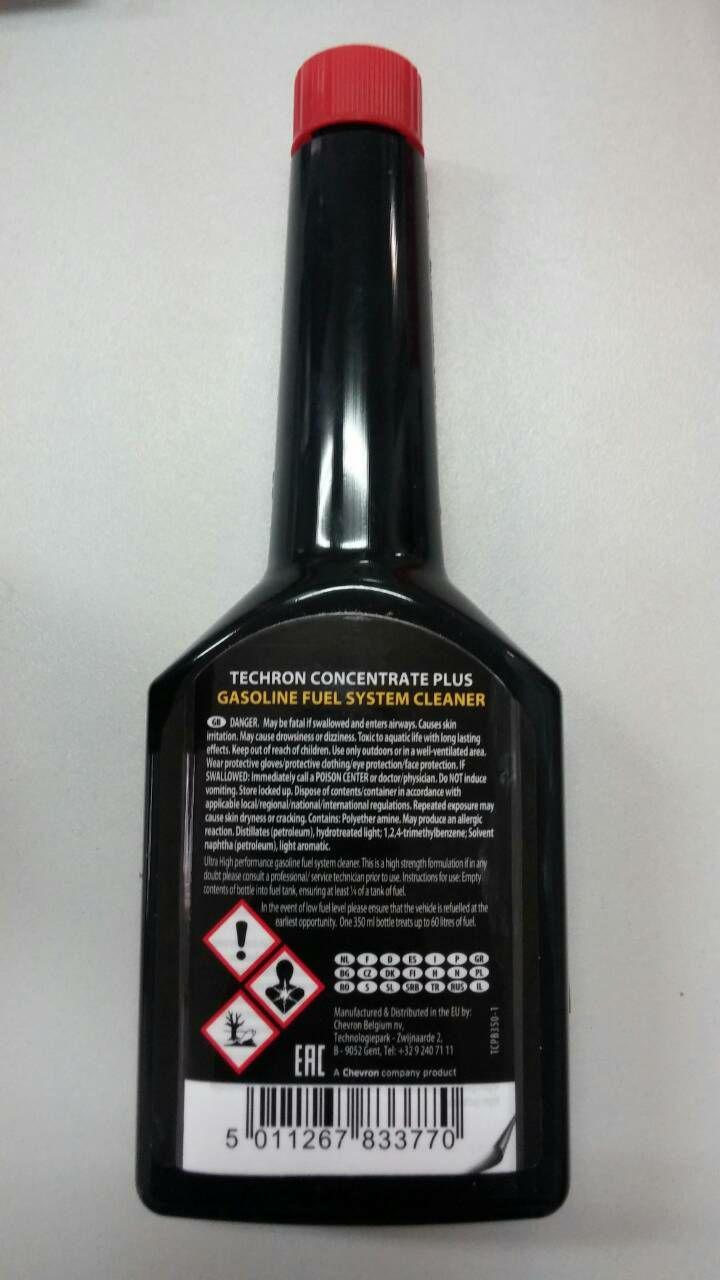 TECHRON CONCENTRATE PLUS
GASOLINE FUEL SYSTEM CLEANER
GB DANGER. May be fatal if swallowed and enters airways. Causes skin
irritation. May cause drowsiness or dizziness. Toxic to aquatic life with long lasting
effects. Keep out of reach of children. Use only outdoors or in a well-ventilated area.
Wear protective gloves/protective clothing/eye protection/face protection. IF
SWALLOWED: Immediately call a POISON CENTER or doctor/physician. Do NOT induce
vomiting. Store locked up. Dispose of contents/container in accordance with
applicable local/regional/national/international regulations. Repeated exposure may
cause skin dryness or cracking. Contains: Polyether amine. May produce an allergic
reaction. Distillates (petroleum), hydrotreated light; 1,2,4-trimethylbenzene; Solvent
naphtha (petroleum), light aromatic.
Ultra High performance gasoline fuel system cleaner. This is a high strength formulation if in any
doubt please consult a professional/ service technician prior to use. Instructions for use: Empty
contents of bottle into fuel tank, ensuring at least ¼ of a tank of fuel.
In the event of low fuel level please ensure that the vehicle is refuelled at the
earliest opportunity. One 350 ml bottle treats up to 60 litres of fuel.
NL F D ES I P GR
BG CZ DK FI H N PL
RO S SL SRB TR RUS IL
Manufactured & Distributed in the EU by:
Chevron Belgium nv,
Technologiepark - Zwijnaarde 2,
B - 9052 Gent, Tel: +32 9 240 71 11
TCPB350-1
EAC
A Chevron company product
5 011267 833770